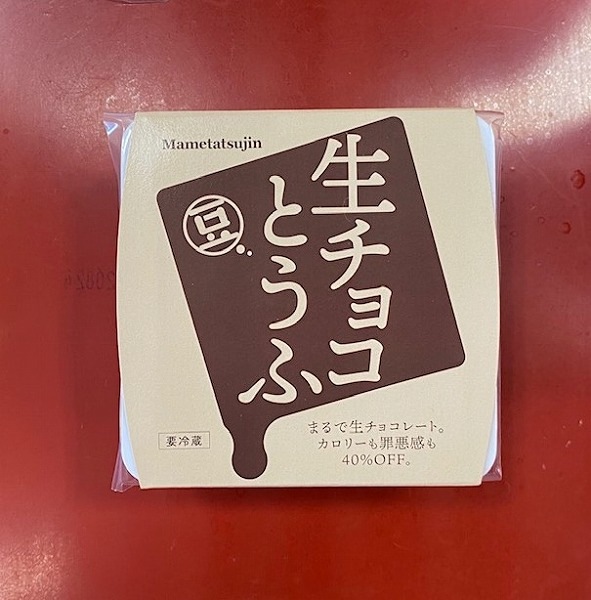 Mametatsujin
生チョコ
とうふ
豆
要冷蔵
まるで生チョコレート。
カロリーも罪悪感も
40%OFF。